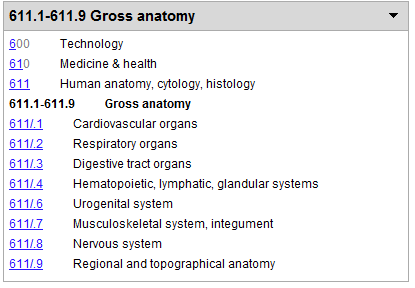 611.1-611.9 Gross anatomy
600 Technology
610 Medicine & health
611 Human anatomy, cytology, histology
611.1-611.9 Gross anatomy
611/.1 Cardiovascular organs
611/.2 Respiratory organs
611/.3 Digestive tract organs
611/.4 Hematopoietic, lymphatic, glandular systems
611/.6 Urogenital system
611/.7 Musculoskeletal system, integument
611/.8 Nervous system
611/.9 Regional and topographical anatomy